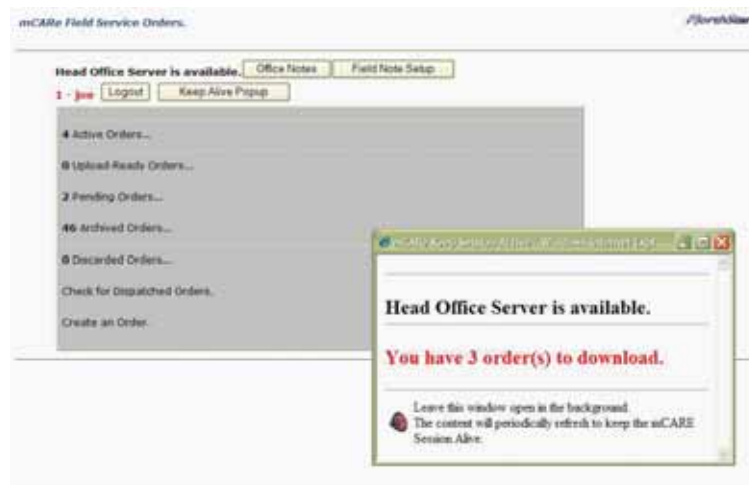 mCARe Field Service Orders.
Head Office Server is available. Office Notes Field Note Setup
1 - joe Logout Keep Alive Popup
4 Active Orders...
0 Upload-Ready Orders...
2 Pending Orders...
46 Archived Orders...
0 Discarded Orders...
Check for Dispatched Orders.
Create an Order.
Head Office Server is available.
You have 3 order(s) to download.
Leave this window open in the background.
The content will periodically refresh to keep the mCARE
Session Alive.